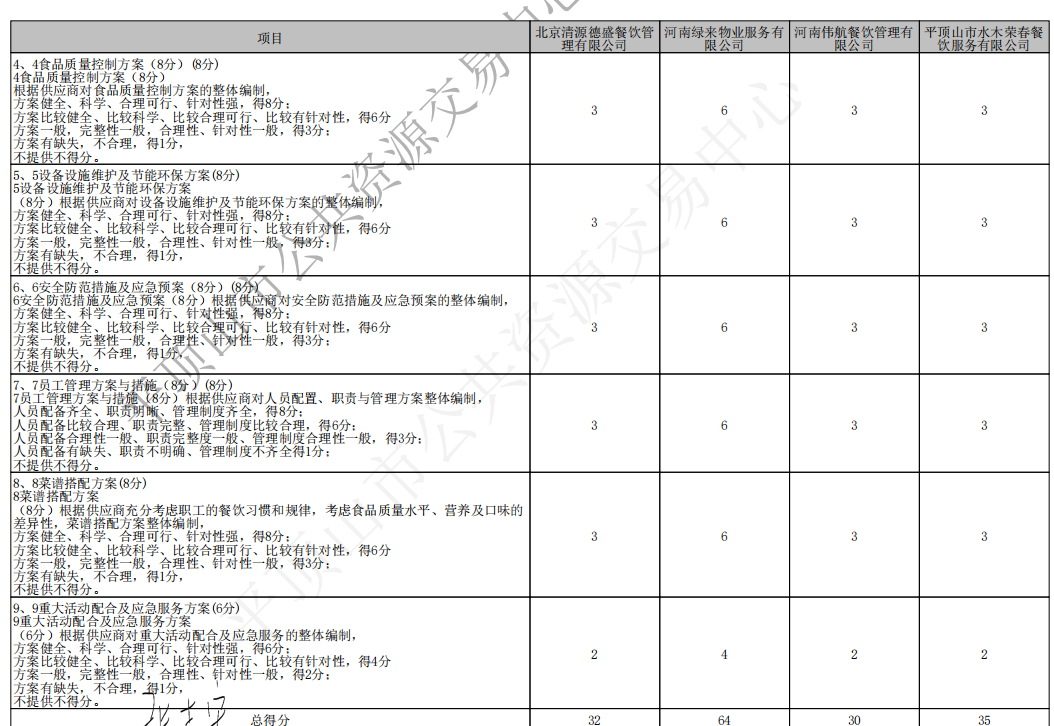 项目
北京清源德盛餐饮管理有限公司
河南绿来物业服务有限公司
河南伟航餐饮管理有限公司
平顶山市水木荣春餐饮服务有限公司
4、4食品质量控制方案（8分）(8分)
4食品质量控制方案（8分）
根据供应商对食品质量控制方案的整体编制，
方案健全、科学、合理可行、针对性强，得8分；
方案比较健全、比较科学、比较合理可行、比较有针对性，得6分
方案一般，完整性一般，合理性、针对性一般，得3分；
方案有缺失，不合理，得1分，
不提供不得分。
3
6
3
3
5、5设备设施维护及节能环保方案(8分)
5设备设施维护及节能环保方案
（8分）根据供应商对设备设施维护及节能环保方案的整体编制，
方案健全、科学、合理可行、针对性强，得8分；
方案比较健全、比较科学、比较合理可行、比较有针对性，得6分
方案一般，完整性一般，合理性、针对性一般，得3分；
方案有缺失，不合理，得1分，
不提供不得分。
3
6
3
3
6、6安全防范措施及应急预案（8分）(8分)
6安全防范措施及应急预案（8分）根据供应商对安全防范措施及应急预案的整体编制，
方案健全、科学、合理可行、针对性强，得8分；
方案比较健全、比较科学、比较合理可行、比较有针对性，得6分
方案一般，完整性一般，合理性、针对性一般，得3分；
方案有缺失，不合理，得1分，
不提供不得分。
3
6
3
3
7、7员工管理方案与措施（8分）(8分)
7员工管理方案与措施（8分）根据供应商对人员配置、职责与管理方案整体编制，
人员配备齐全、职责明晰、管理制度齐全，得8分；
人员配备比较合理、职责完整、管理制度比较合理，得6分；
人员配备合理性一般、职责完整度一般、管理制度合理性一般，得3分；
人员配备有缺失、职责不明确、管理制度不齐全得1分；
不提供不得分。
3
6
3
3
8、8菜谱搭配方案(8分)
8菜谱搭配方案
（8分）根据供应商充分考虑职工的餐饮习惯和规律，考虑食品质量水平、营养及口味的
差异性，菜谱搭配方案整体编制，
方案健全、科学、合理可行、针对性强，得8分；
方案比较健全、比较科学、比较合理可行、比较有针对性，得6分
方案一般，完整性一般，合理性、针对性一般，得3分；
方案有缺失，不合理，得1分，
不提供不得分。
3
6
3
3
9、9重大活动配合及应急服务方案(6分)
9重大活动配合及应急服务方案
（6分）根据供应商对重大活动配合及应急服务的整体编制，
方案健全、科学、合理可行、针对性强，得6分；
方案比较健全、比较科学、比较合理可行、比较有针对性，得4分
方案一般，完整性一般，合理性、针对性一般，得2分；
方案有缺失，不合理，得1分，
不提供不得分。
2
4
2
2
总得分
32
64
30
35
平顶山市公共资源交易中心
平顶山市公共资源交易中心